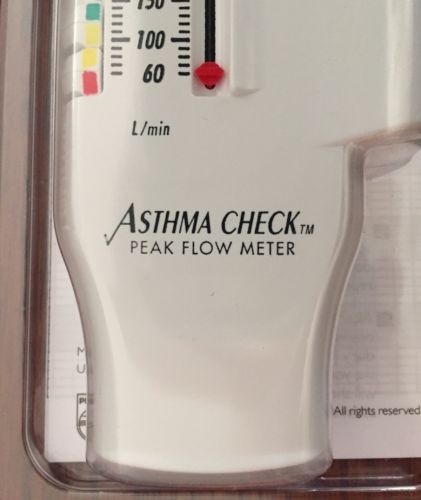 150
100
60
L/min
ASTHMA CHECK™
PEAK FLOW METER
All rights reserved